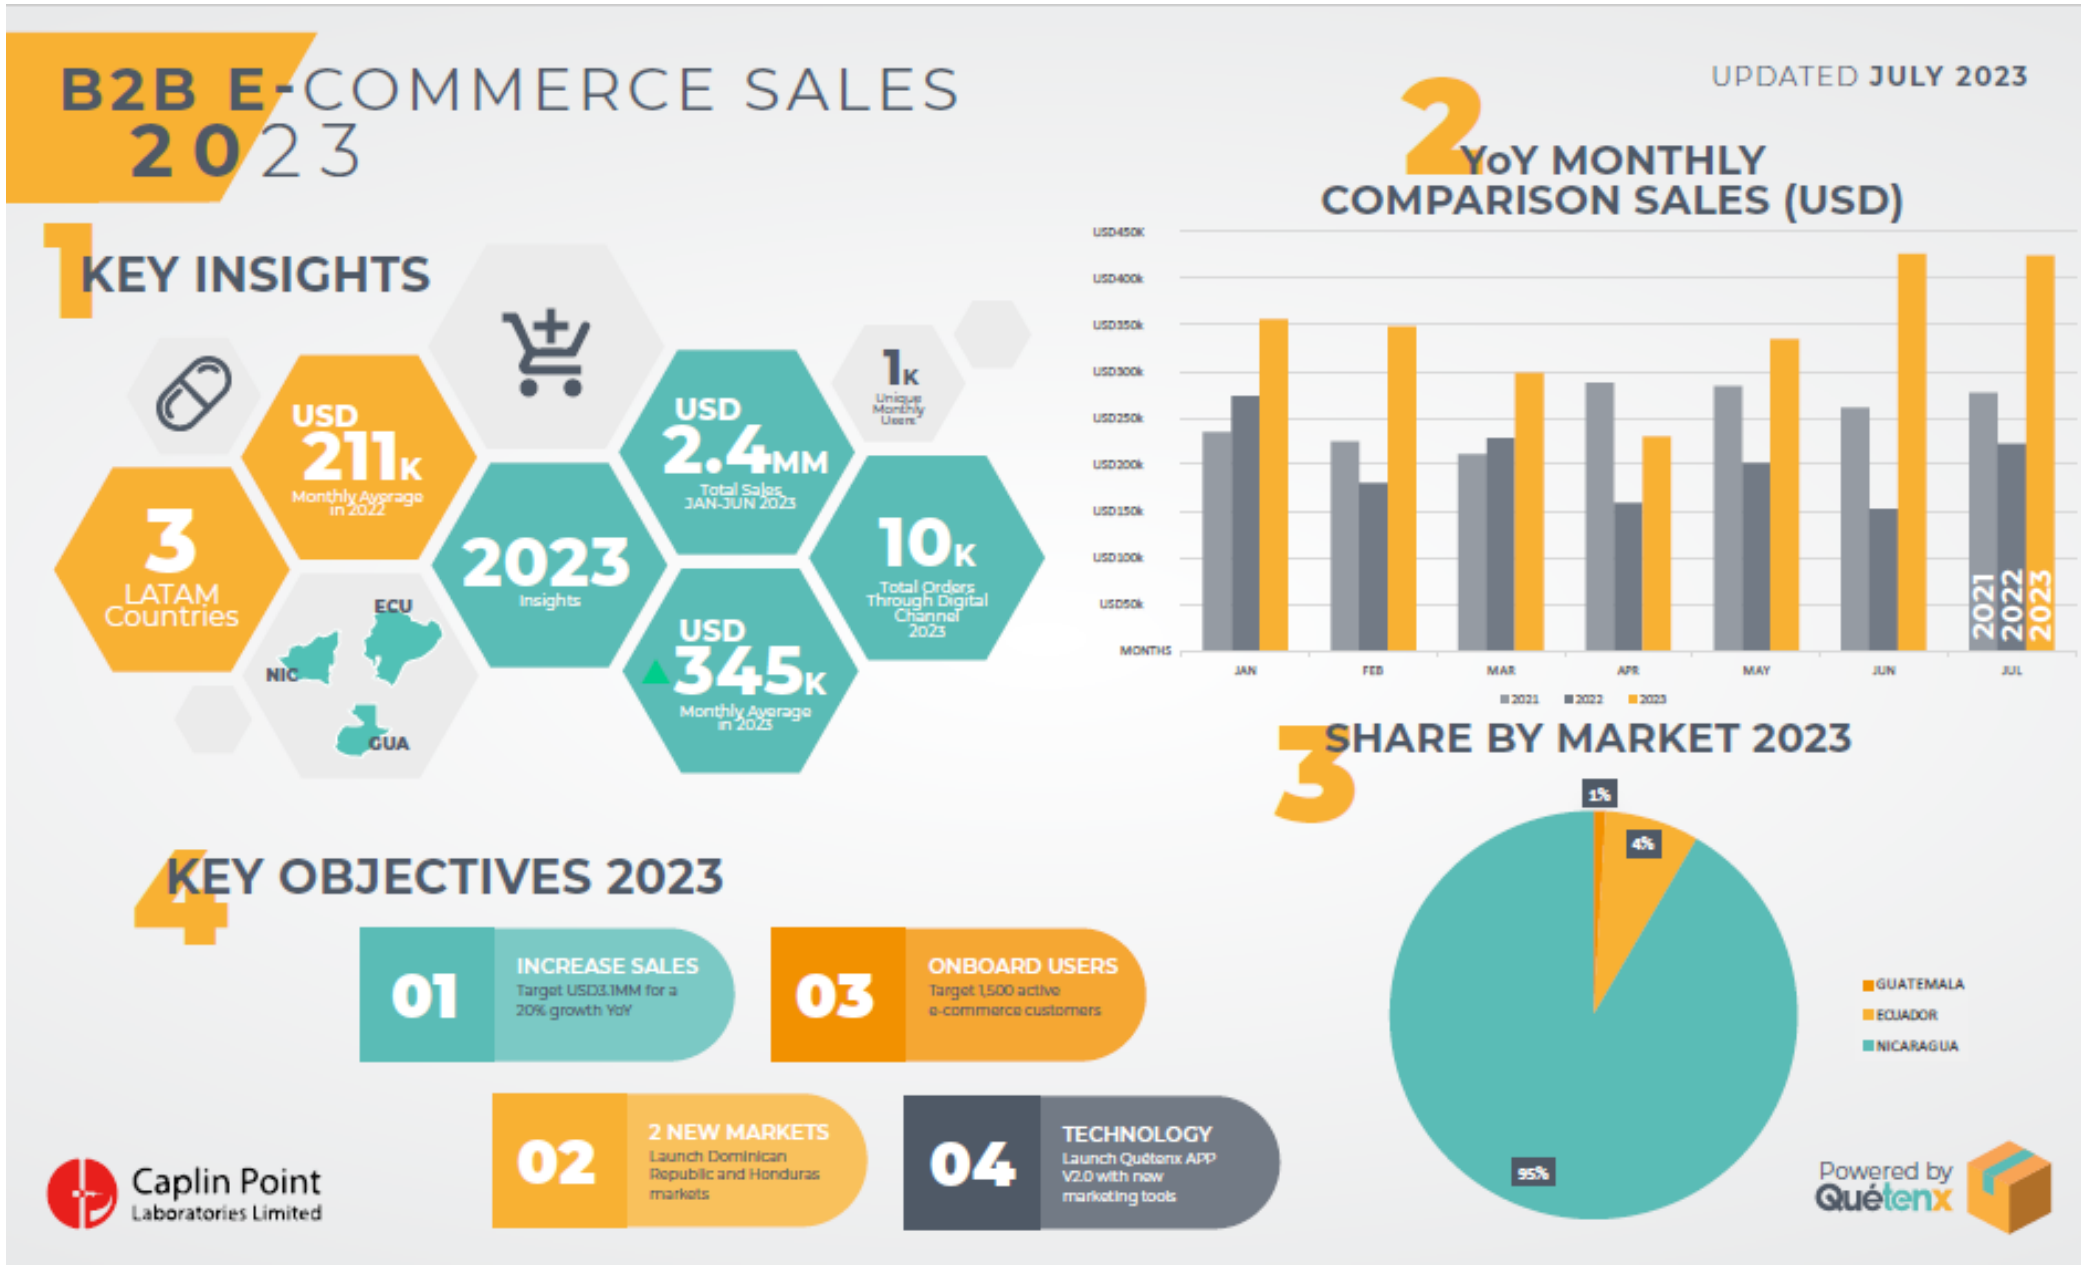 B2B E-COMMERCE SALES
2023
UPDATED JULY 2023
1
KEY INSIGHTS
3
LATAM
Countries
USD
211K
Monthly Average
in 2022
ECU
NIC
GUA
2023
Insights
USD
2.4MM
Total Sales
JAN-JUN 2023
USD
345K
Monthly Average
in 2023
1K
Unique
Monthly
Users
10K
Total Orders
Through Digital
Channel
2023
2
YoY MONTHLY
COMPARISON SALES (USD)
USD450K
USD400k
USD350k
USD300k
USD250k
USD200k
USD150k
USD100k
USD50k
MONTHS
JAN FEB MAR APR MAY JUN JUL
2021
2022
2023
2021 2022 2023
3
SHARE BY MARKET 2023
1%
4%
95%
GUATEMALA
ECUADOR
NICARAGUA
4
KEY OBJECTIVES 2023
01
INCREASE SALES
Target USD3.1MM for a
20% growth YoY
03
ONBOARD USERS
Target 1,500 active
e-commerce customers
02
2 NEW MARKETS
Launch Dominican
Republic and Honduras
markets
04
TECHNOLOGY
Launch Quétenx APP
V2.0 with new
marketing tools
Caplin Point
Laboratories Limited
Powered by
Quétenx